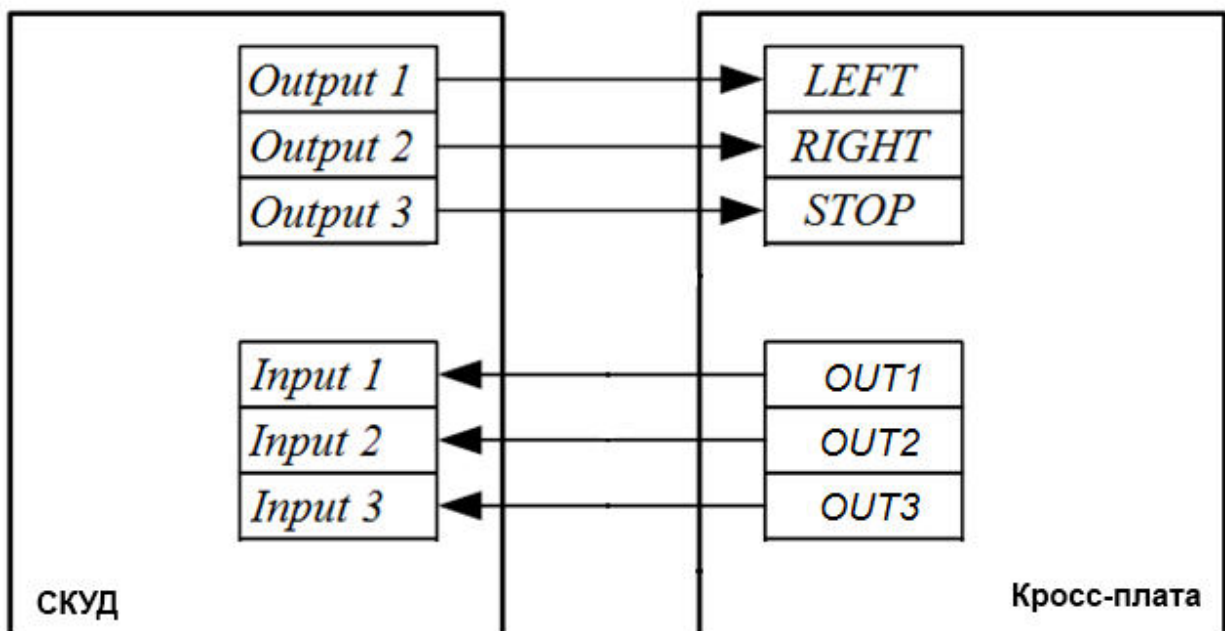 Output 1
LEFT
Output 2
RIGHT
Output 3
STOP
Input 1
OUT1
Input 2
OUT2
Input 3
OUT3
СКУД
Кросс-плата